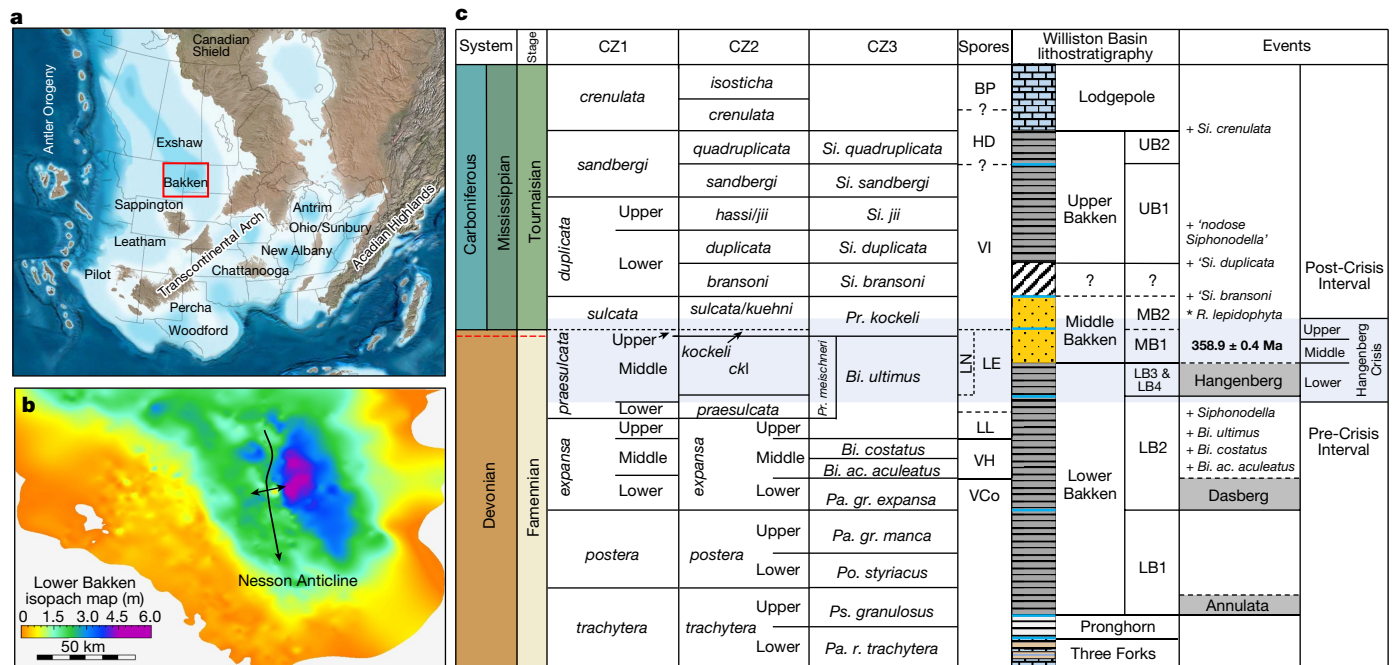 a
Canadian
Shield
Antler Orogeny
Exshaw
Bakken
Sappington
Antrim
Ohio/Sunbury
Leatham
New Albany
Transcontinental Arch
Acadian Highlands
Pilot
Chattanooga
Percha
Woodford
b
Nesson Anticline
Lower Bakken
isopach map (m)
0 1.5 3.0 4.5 6.0
50 km
c
System
Stage
CZ1
CZ2
CZ3
Spores
Williston Basin
lithostratigraphy
Events
Carboniferous
Mississippian
Tournaisian
Devonian
Famennian
crenulata
sandbergi
duplicata
Upper
Lower
sulcata
praesulcata
Upper
Middle
Lower
expansa
Upper
Middle
Lower
postera
trachytera
isosticha
crenulata
quadruplicata
sandbergi
hassi/jii
duplicata
bransoni
sulcata/kuehni
kockeli
ckl
praesulcata
expansa
Upper
Middle
Lower
postera
Upper
Lower
trachytera
Upper
Lower
Si. quadruplicata
Si. sandbergi
Si. jii
Si. duplicata
Si. bransoni
Pr. kockeli
Pr. meischneri
Bi. ultimus
Bi. costatus
Bi. ac. aculeatus
Pa. gr. expansa
Pa. gr. manca
Po. styriacus
Ps. granulosus
Pa. r. trachytera
BP
?
HD
?
VI
LN
LE
LL
VH
VCo
Lodgepole
Upper
Bakken
?
Middle
Bakken
Lower
Bakken
Pronghorn
Three Forks
UB2
UB1
?
MB2
MB1
LB3 &
LB4
LB2
LB1
+ Si. crenulata
+ ‘nodose
Siphonodella’
+ ‘Si. duplicata
+ ‘Si. bransoni
* R. lepidophyta
358.9 ± 0.4 Ma
Hangenberg
+ Siphonodella
+ Bi. ultimus
+ Bi. costatus
+ Bi. ac. aculeatus
Dasberg
Annulata
Post-Crisis
Interval
Upper
Middle
Lower
Hangenberg
Crisis
Pre-Crisis
Interval